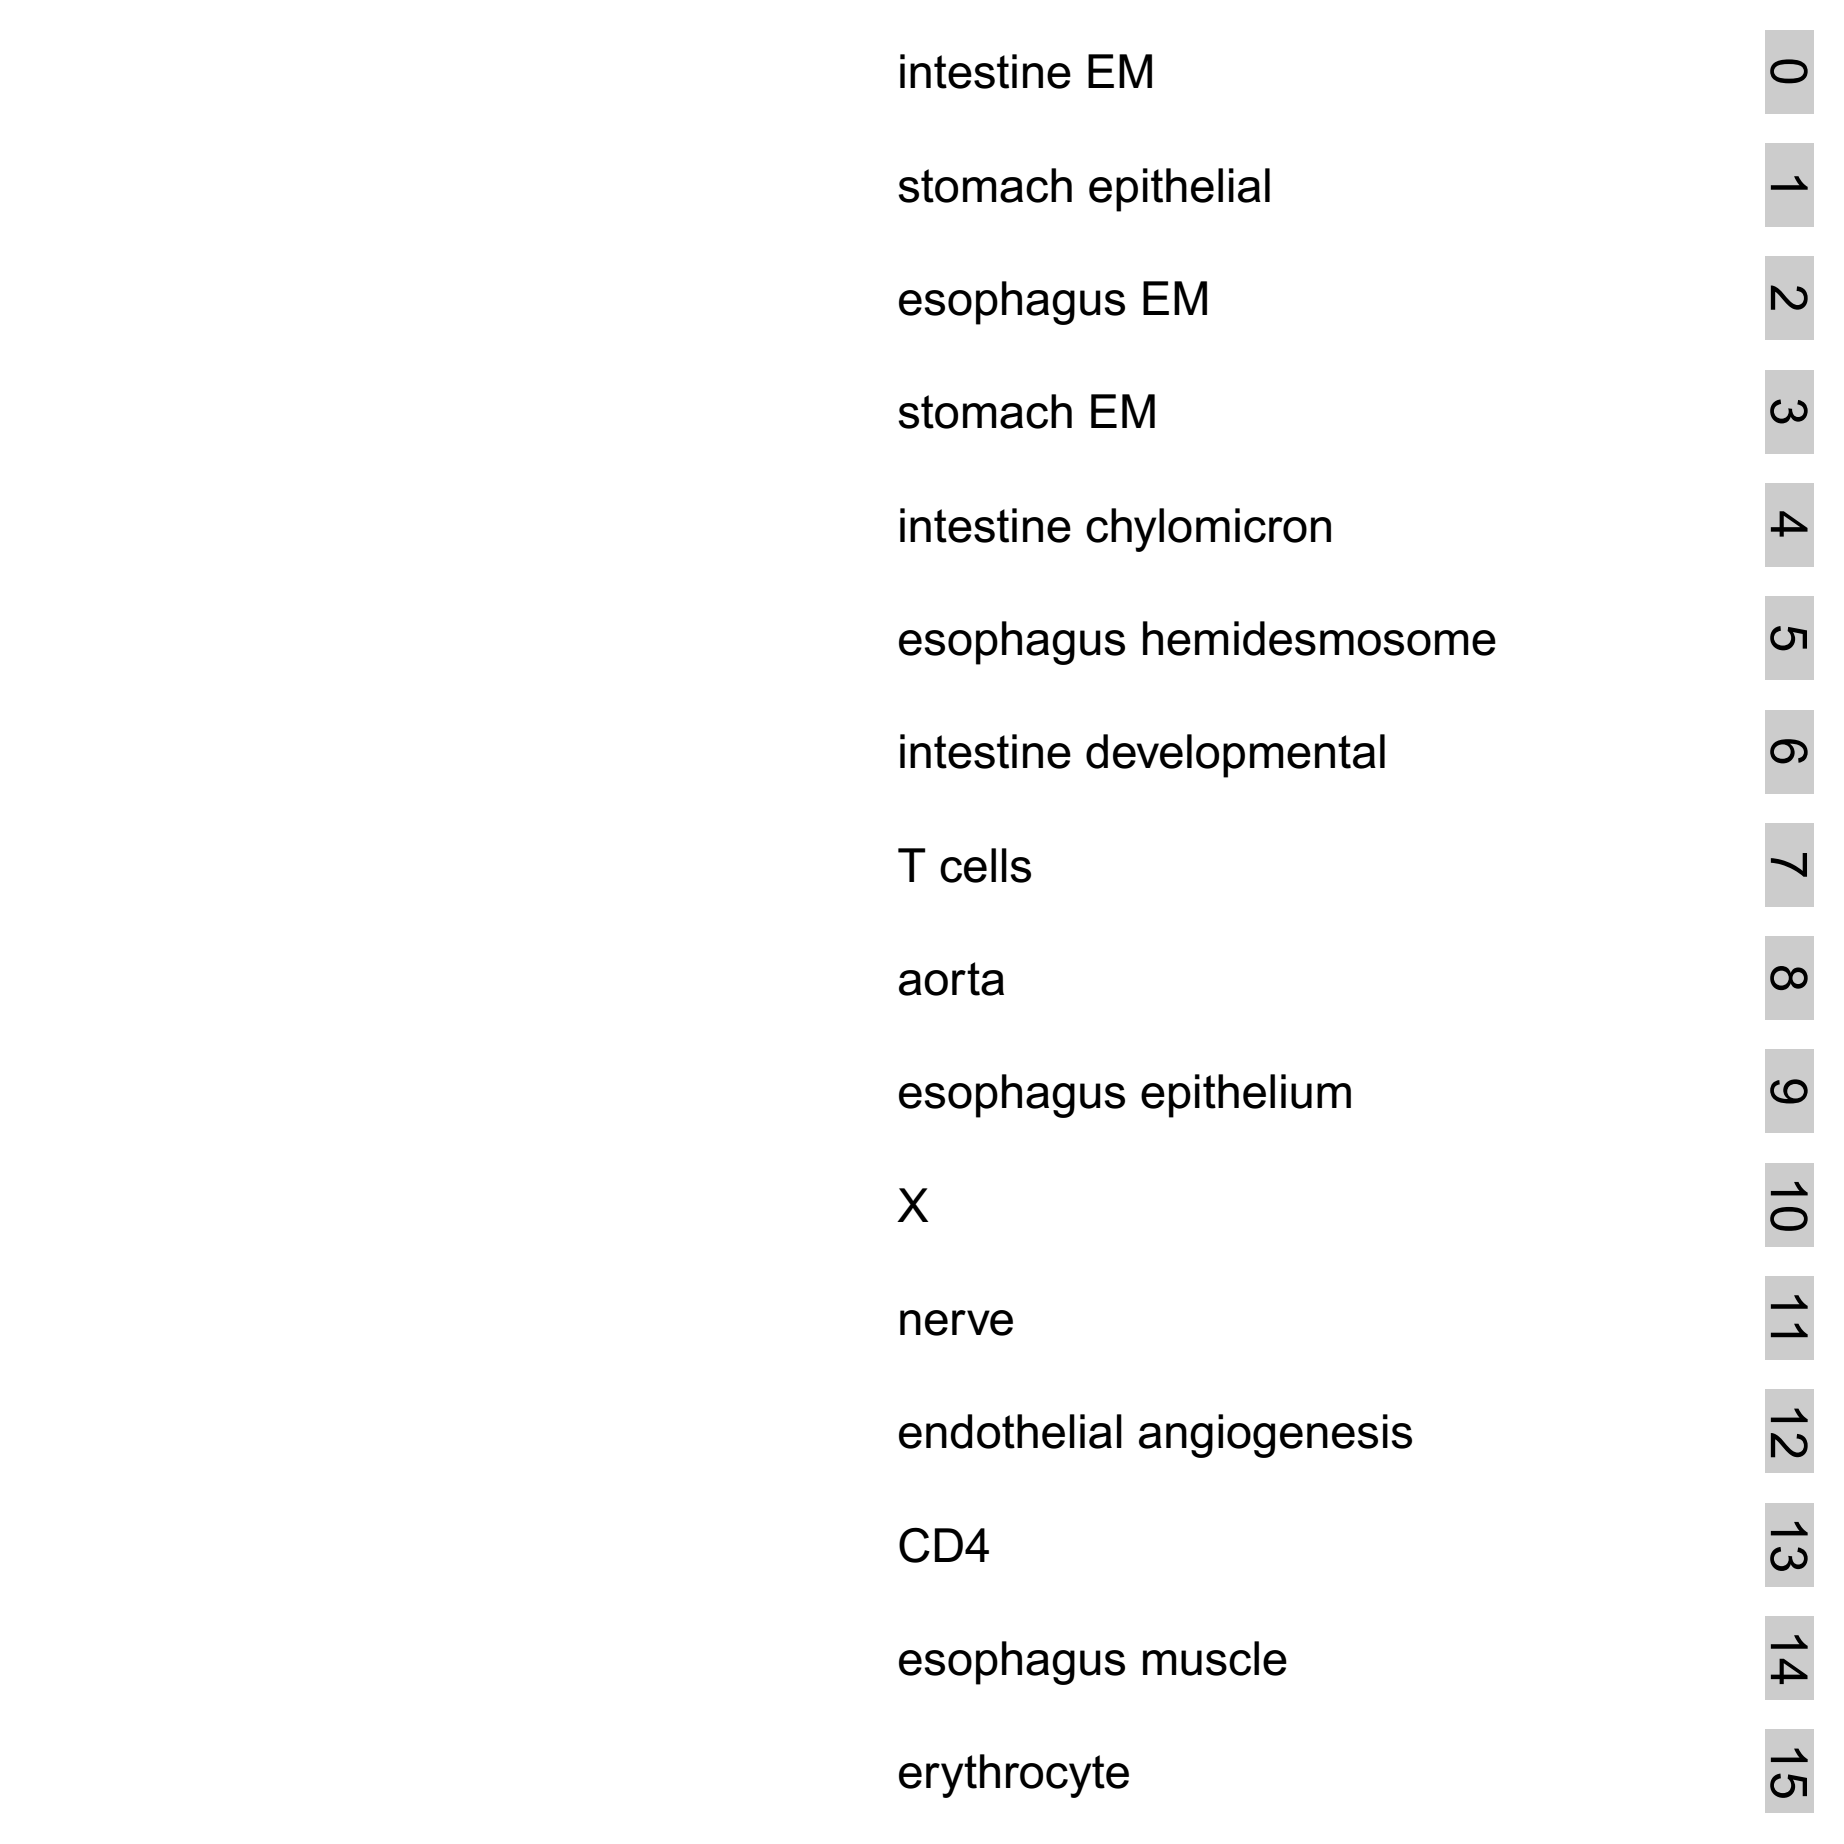 intestine EM 0
stomach epithelial 1
esophagus EM 2
stomach EM 3
intestine chylomicron 4
esophagus hemidesmosome 5
intestine developmental 6
T cells 7
aorta 8
esophagus epithelium 9
X 10
nerve 11
endothelial angiogenesis 12
CD4 13
esophagus muscle 14
erythrocyte 15